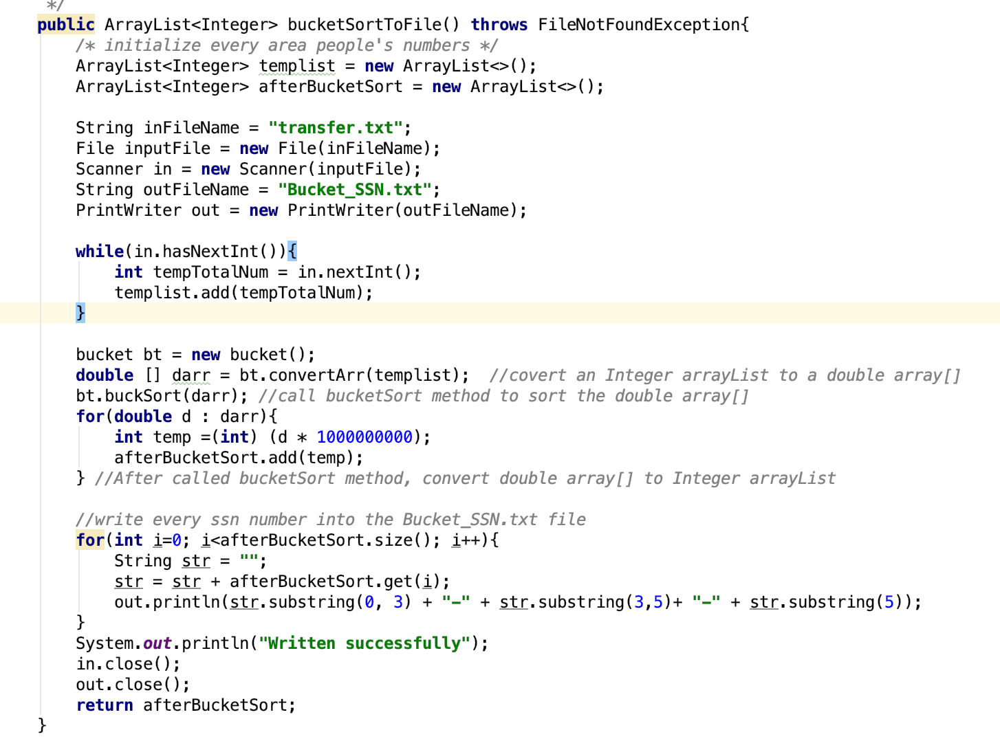 */
public ArrayList<Integer> bucketSortToFile() throws FileNotFoundException{
/* initialize every area people's numbers */
ArrayList<Integer> templist = new ArrayList<>();
ArrayList<Integer> afterBucketSort = new ArrayList<>();
String inFileName = "transfer.txt";
File inputFile = new File(inFileName);
Scanner in = new Scanner(inputFile);
String outFileName = "Bucket_SSN.txt";
PrintWriter out = new PrintWriter(outFileName);
while(in.hasNextInt()){
int tempTotalNum = in.nextInt();
templist.add(tempTotalNum);
}
bucket bt = new bucket();
double [] darr = bt.convertArr(templist);  //covert an Integer arrayList to a double array[]
bt.buckSort(darr); //call bucketSort method to sort the double array[]
for(double d : darr){
int temp =(int) (d * 1000000000);
afterBucketSort.add(temp);
} //After called bucketSort method, convert double array[] to Integer arrayList
//write every ssn number into the Bucket_SSN.txt file
for(int i=0; i<afterBucketSort.size(); i++){
String str = "";
str = str + afterBucketSort.get(i);
out.println(str.substring(0, 3) + "-" + str.substring(3,5)+ "-" + str.substring(5));
}
System.out.println("Written successfully");
in.close();
out.close();
return afterBucketSort;
}